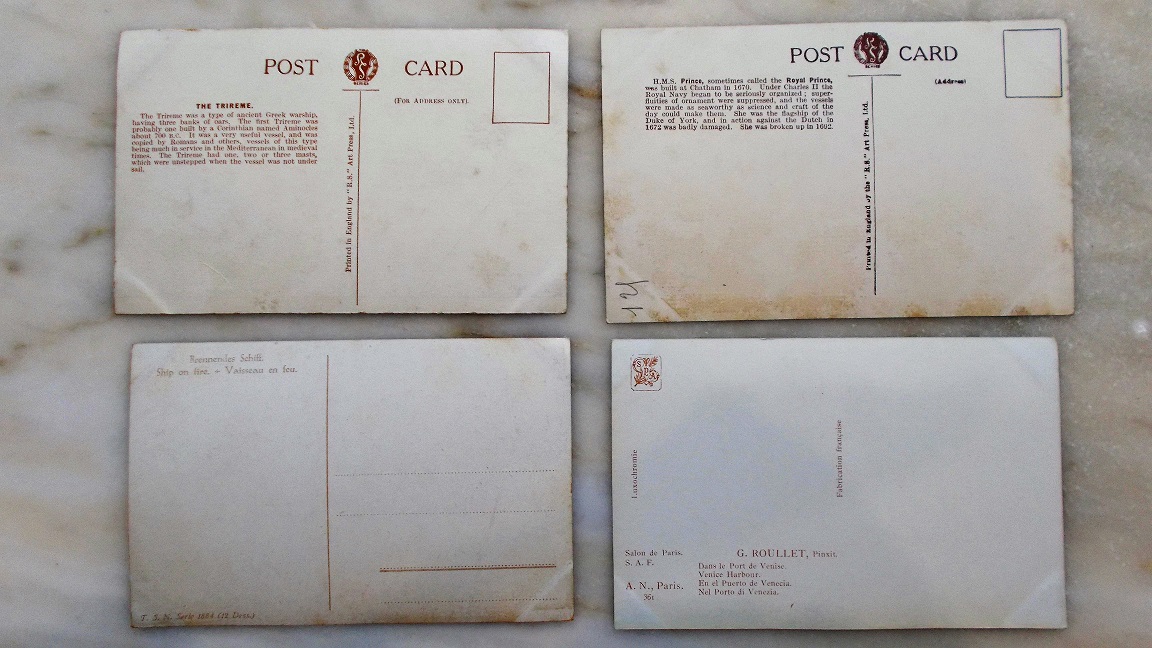 POST CARD
(FOR ADDRESS ONLY).
THE TRIREME.
The Trireme was a type of ancient Greek warship,
having three banks of oars. The first Trireme was
probably one built by a Corinthian named Aminocles
about 700 B.C. It was a very useful vessel, and was
copied by Romans and others, vessels of this type
being much in service in the Mediterranean in medieval
times. The Trireme had one, two or three masts,
which were unstepped when the vessel was not under
sail.
Printed in England by "R.S." Art Press, Ltd.
POST CARD
(Address)
H.M.S. Prince, sometimes called the Royal Prince,
was built at Chatham in 1670. Under Charles II the
Royal Navy began to be seriously organized; super-
fluities of ornament were suppressed, and the vessels
were made as seaworthy as science and craft of the
day could make them. She was the flagship of the
Duke of York, and in action against the Dutch in
1672 was badly damaged. She was broken up in 1692.
Printed in England by the "R.S." Art Press, Ltd.
Brennendes Schiff.
Ship on fire. + Vaisseau en feu.
T. S. N. Serie 1884 (12 Dess.)
Luxochromie
Fabrication française
Salon de Paris.
S. A. F.
A. N., Paris.
361
G. ROULLET, Pinxit.
Dans le Port de Venise.
Venice Harbour.
En el Puerto de Venecia.
Nel Porto di Venezia.